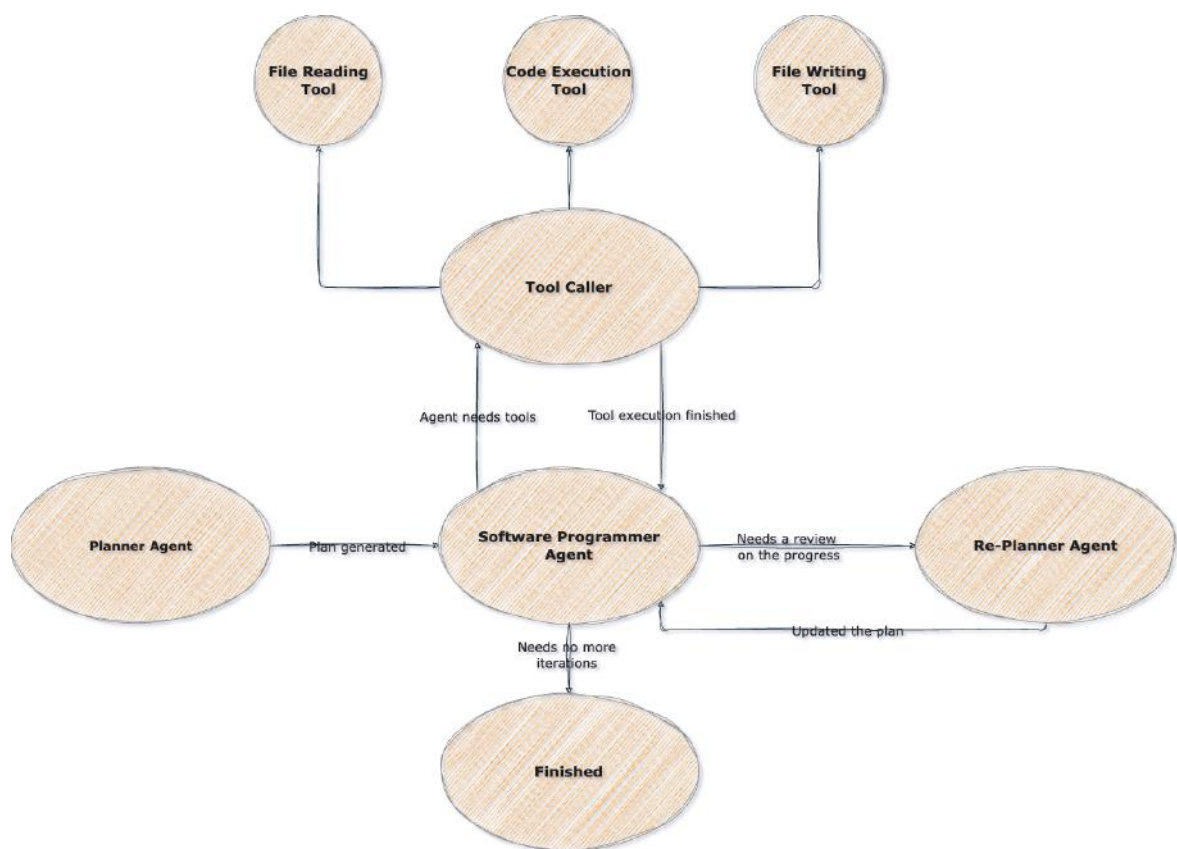 File Reading
Tool
Code Execution
Tool
File Writing
Tool
Tool Caller
Agent needs tools
Tool execution finished
Planner Agent
Plan generated
Software Programmer
Agent
Needs a review
on the progress
Re-Planner Agent
Updated the plan
Needs no more
iterations
Finished